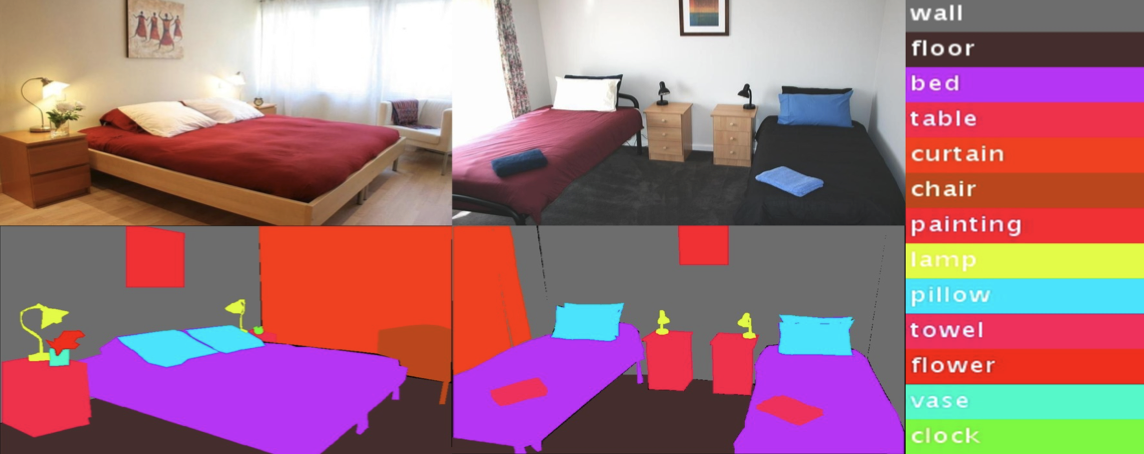 wall
floor
bed
table
curtain
chair
painting
lamp
pillow
towel
flower
vase
clock